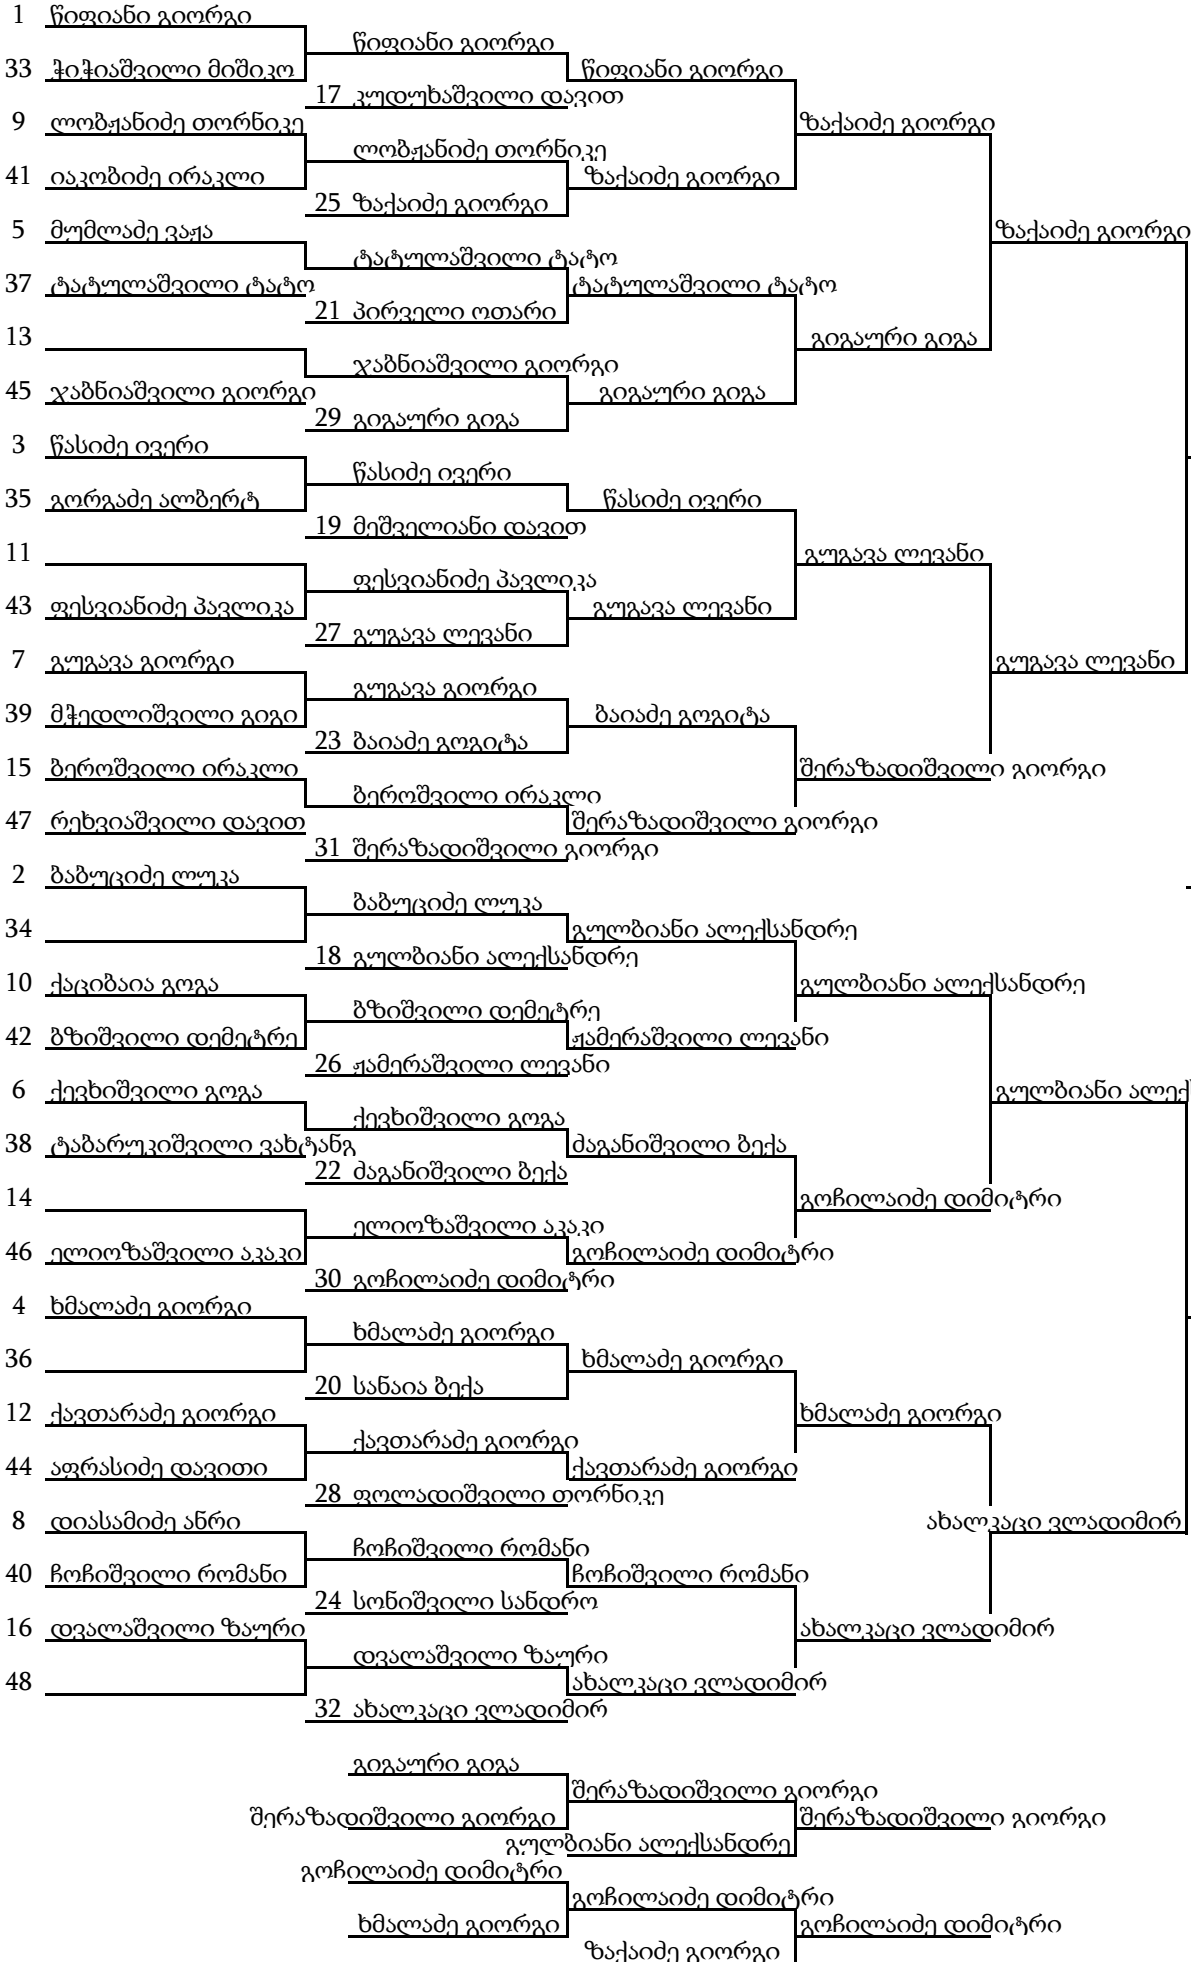 1 წიფიანი გიორგი
წიფიანი გიორგი
33 ჭიჭიაშვილი მიშიკო
წიფიანი გიორგი
17 კუდუხაშვილი დავით
9 ლობჟანიძე თორნიკე
ზაქაიძე გიორგი
ლობჟანიძე თორნიკე
41 იაკობიძე ირაკლი
ზაქაიძე გიორგი
25 ზაქაიძე გიორგი
5 მუმლაძე ვაჟა
ზაქაიძე გიორგი
ტატულაშვილი ტატო
37 ტატულაშვილი ტატო
ტატულაშვილი ტატო
21 პირველი ოთარი
13
გიგაური გიგა
ჯაბნიაშვილი გიორგი
45 ჯაბნიაშვილი გიორგი
გიგაური გიგა
29 გიგაური გიგა
3 წასიძე ივერი
წასიძე ივერი
35 გორგაძე ალბერტ
წასიძე ივერი
19 მეშველიანი დავით
11
გუგავა ლევანი
ფესვიანიძე პავლიკა
43 ფესვიანიძე პავლიკა
გუგავა ლევანი
27 გუგავა ლევანი
7 გუგავა გიორგი
გუგავა ლევანი
გუგავა გიორგი
39 მჭედლიშვილი გიგი
ბაიაძე გოგიტა
23 ბაიაძე გოგიტა
15 ბეროშვილი ირაკლი
შერაზადიშვილი გიორგი
ბეროშვილი ირაკლი
47 რეხვიაშვილი დავით
შერაზადიშვილი გიორგი
31 შერაზადიშვილი გიორგი
2 ბაბუციძე ლუკა
ბაბუციძე ლუკა
34
გულბიანი ალექსანდრე
18 გულბიანი ალექსანდრე
10 ქაციბაია გოგა
გულბიანი ალექსანდრე
ბზიშვილი დემეტრე
42 ბზიშვილი დემეტრე
ჟამერაშვილი ლევანი
26 ჟამერაშვილი ლევანი
6 ქევხიშვილი გოგა
გულბიანი
ქევხიშვილი გოგა
38 ტაბარუკიშვილი ვახტანგ
ძაგანიშვილი ბექა
22 ძაგანიშვილი ბექა
14
გოჩილაიძე დიმიტრი
ელიოზაშვილი აკაკი
46 ელიოზაშვილი აკაკი
გოჩილაიძე დიმიტრი
30 გოჩილაიძე დიმიტრი
4 ხმალაძე გიორგი
ხმალაძე გიორგი
36
ხმალაძე გიორგი
20 სანაია ბექა
12 ქავთარაძე გიორგი
ხმალაძე გიორგი
ქავთარაძე გიორგი
44 აფრასიძე დავითი
ქავთარაძე გიორგი
28 ფოლადიშვილი თორნიკე
8 დიასამიძე ანრი
ახალკაცი ვლადიმირ
ჩოჩიშვილი რომანი
40 ჩოჩიშვილი რომანი
ჩოჩიშვილი რომანი
24 სონიშვილი სანდრო
16 დვალაშვილი ზაური
ახალკაცი ვლადიმირ
დვალაშვილი ზაური
48
ახალკაცი ვლადიმირ
32 ახალკაცი ვლადიმირ
გიგაური გიგა
შერაზადიშვილი გიორგი
შერაზადიშვილი გიორგი
შერაზადიშვილი გიორგი
გულბიანი ალექსანდრე
გოჩილაიძე დიმიტრი
გოჩილაიძე დიმიტრი
ხმალაძე გიორგი
გოჩილაიძე დიმიტრი
ზაქაიძე გიორგი